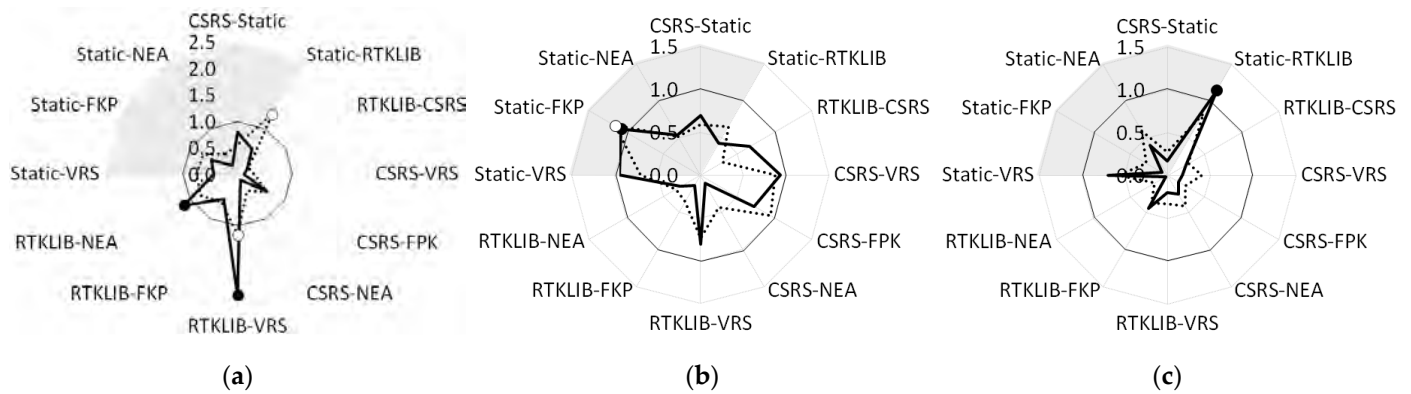 CSRS-Static
2.5
Static-NEA
Static-RTKLIB
2.0
1.5
Static-FKP
RTKLIB-CSRS
1.0
0.5
Static-VRS
0.0
CSRS-VRS
RTKLIB-NEA
CSRS-FPK
RTKLIB-FKP
CSRS-NEA
RTKLIB-VRS
(a)
CSRS-Static
1.5
Static-NEA
Static-RTKLIB
1.0
Static-FKP
RTKLIB-CSRS
0.5
Static-VRS
0.0
CSRS-VRS
RTKLIB-NEA
CSRS-FPK
RTKLIB-FKP
CSRS-NEA
RTKLIB-VRS
(b)
CSRS-Static
1.5
Static-NEA
Static-RTKLIB
1.0
Static-FKP
RTKLIB-CSRS
0.5
Static-VRS
0.0
CSRS-VRS
RTKLIB-NEA
CSRS-FPK
RTKLIB-FKP
CSRS-NEA
RTKLIB-VRS
(c)